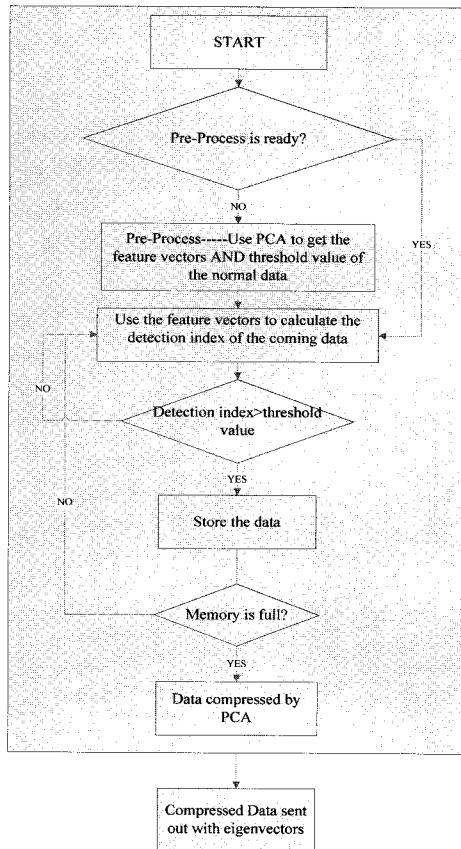 START
Pre-Process is ready?
NO
YES
Pre-Process-----Use PCA to get the
feature vectors AND threshold value of
the normal data
Use the feature vectors to calculate the
detection index of the coming data
NO
Detection index>threshold
value
YES
NO
Store the data
Memory is full?
YES
Data compressed by
PCA
Compressed Data sent
out with eigenvectors